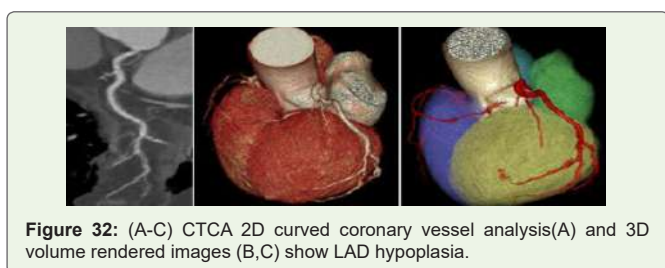 Figure 32: (A-C) CTCA 2D curved coronary vessel analysis(A) and 3D
volume rendered images (B,C) show LAD hypoplasia.